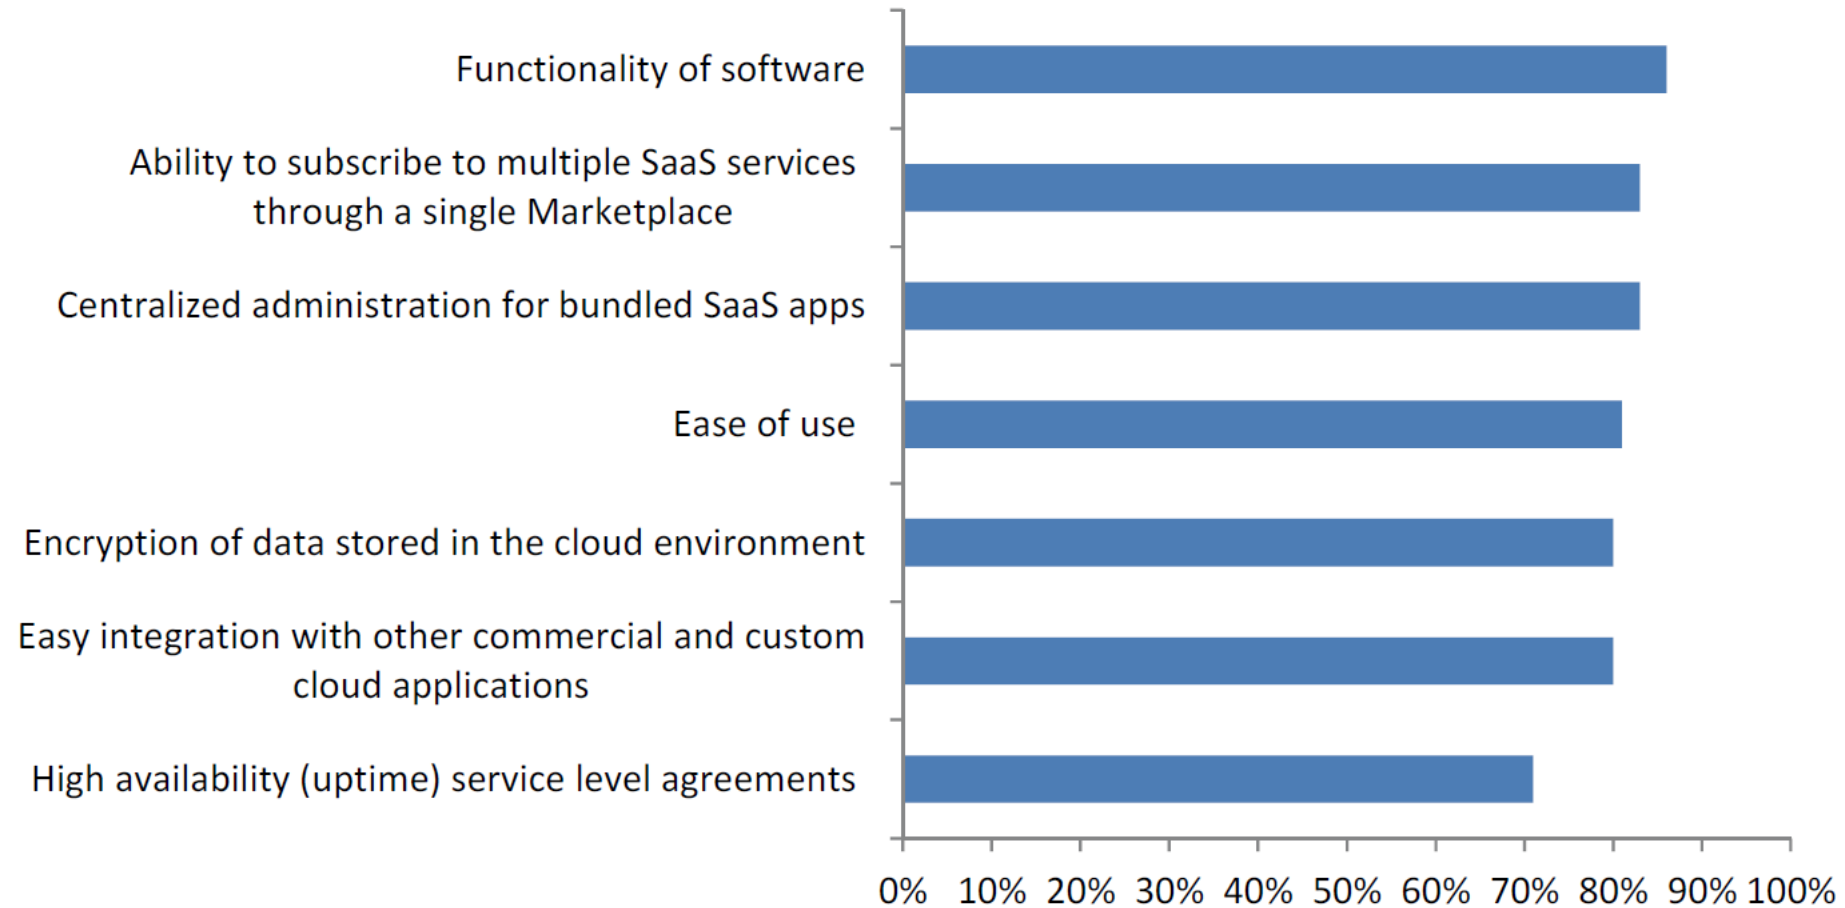 Functionality of software
Ability to subscribe to multiple SaaS services
through a single Marketplace
Centralized administration for bundled SaaS apps
Ease of use
Encryption of data stored in the cloud environment
Easy integration with other commercial and custom
cloud applications
High availability (uptime) service level agreements
0% 10% 20% 30% 40% 50% 60% 70% 80% 90% 100%